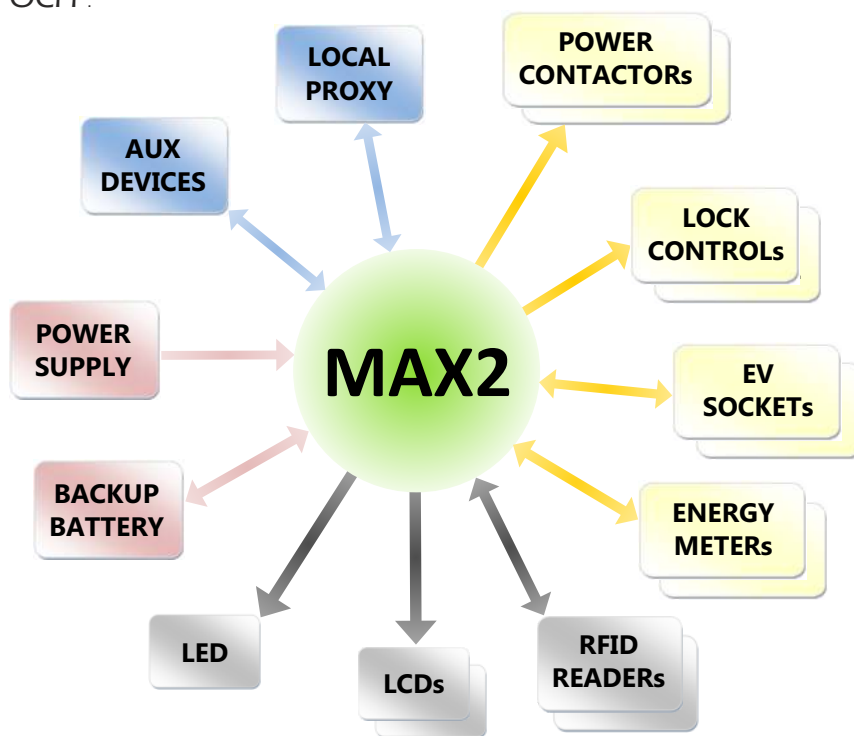 LOCAL
PROXY
POWER
CONTACTORs
AUX
DEVICES
LOCK
CONTROLs
POWER
SUPPLY
MAX2
EV
SOCKETs
BACKUP
BATTERY
ENERGY
METERs
LED
LCDs
RFID
READERs